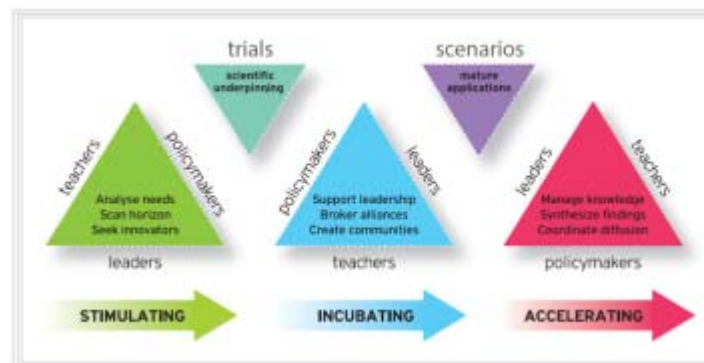 trials
scenarios
scientific
underpinning
mature
applications
teachers
policymakers
Analyse needs
Scan horizon
Seek innovators
leaders
policymakers
leaders
Support leadership
Broker alliances
Create communities
teachers
leaders
teachers
Manage knowledge
Synthesize findings
Coordinate diffusion
policymakers
STIMULATING
INCUBATING
ACCELERATING